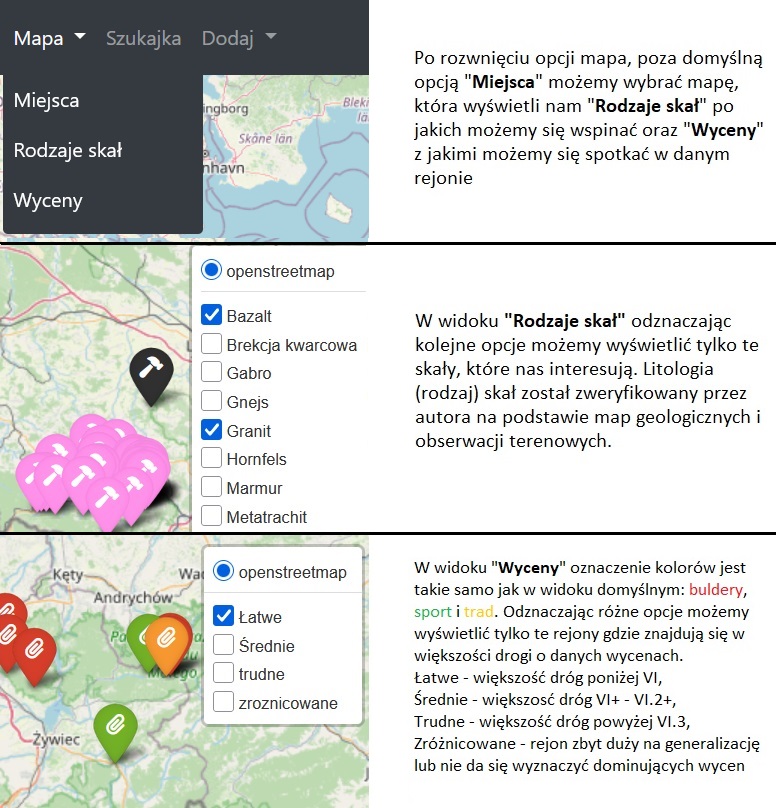 Mapa Szukajka Dodaj
Miejsca
Rodzaje skał
Wyceny
ingborg
Skåne län
nhavn
Po rozwnięciu opcji mapa, poza domyślną
opcją "Miejsca" możemy wybrać mapę,
która wyświetli nam "Rodzaje skał" po
jakich możemy się wspinać oraz "Wyceny"
z jakimi możemy się spotkać w danym
rejonie
openstreetmap
Bazalt
Brekcja kwarcowa
Gabro
Gnejs
Granit
Hornfels
Marmur
Metatrachit
W widoku "Rodzaje skał" odznaczając
kolejne opcje możemy wyświetlić tylko te
skały, które nas interesują. Litologia
(rodzaj) skał został zweryfikowany przez
autora na podstawie map geologicznych i
obserwacji terenowych.
Kęty
Andrychów
Żywiec
openstreetmap
Łatwe
Średnie
trudne
zroznicowane
W widoku "Wyceny" oznaczenie kolorów jest
takie samo jak w widoku domyślnym: buldery,
sport i trad. Odznaczając różne opcje możemy
wyświetlić tylko te rejony gdzie znajdują się w
większości drogi o danych wycenach.
Łatwe - większość dróg poniżej VI,
Średnie - większosć dróg VI+ - VI.2+,
Trudne - większość dróg powyżej VI.3,
Zróżnicowane - rejon zbyt duży na generalizację
lub nie da się wyznaczyć dominujących wycen